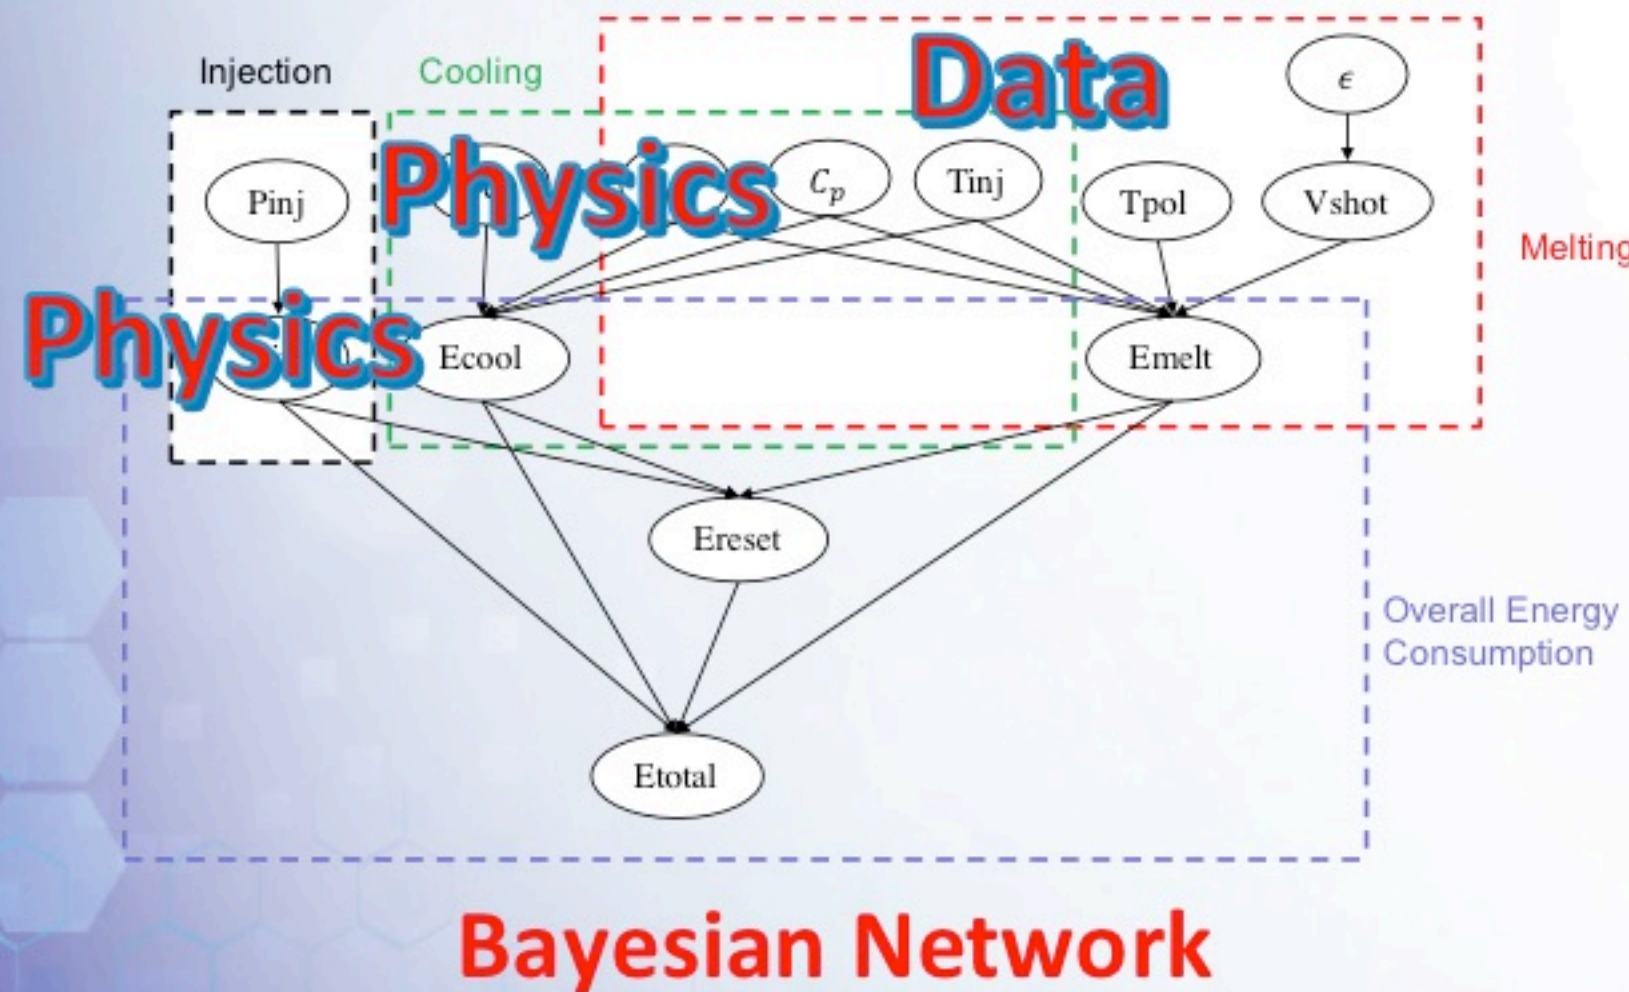 Injection
Cooling
Data
ϵ
Physics
C_p
Tinj
Pinj
Tpol
Vshot
Melting
Physics
Ecool
Emelt
Ereset
Overall Energy
Consumption
Etotal
Bayesian Network